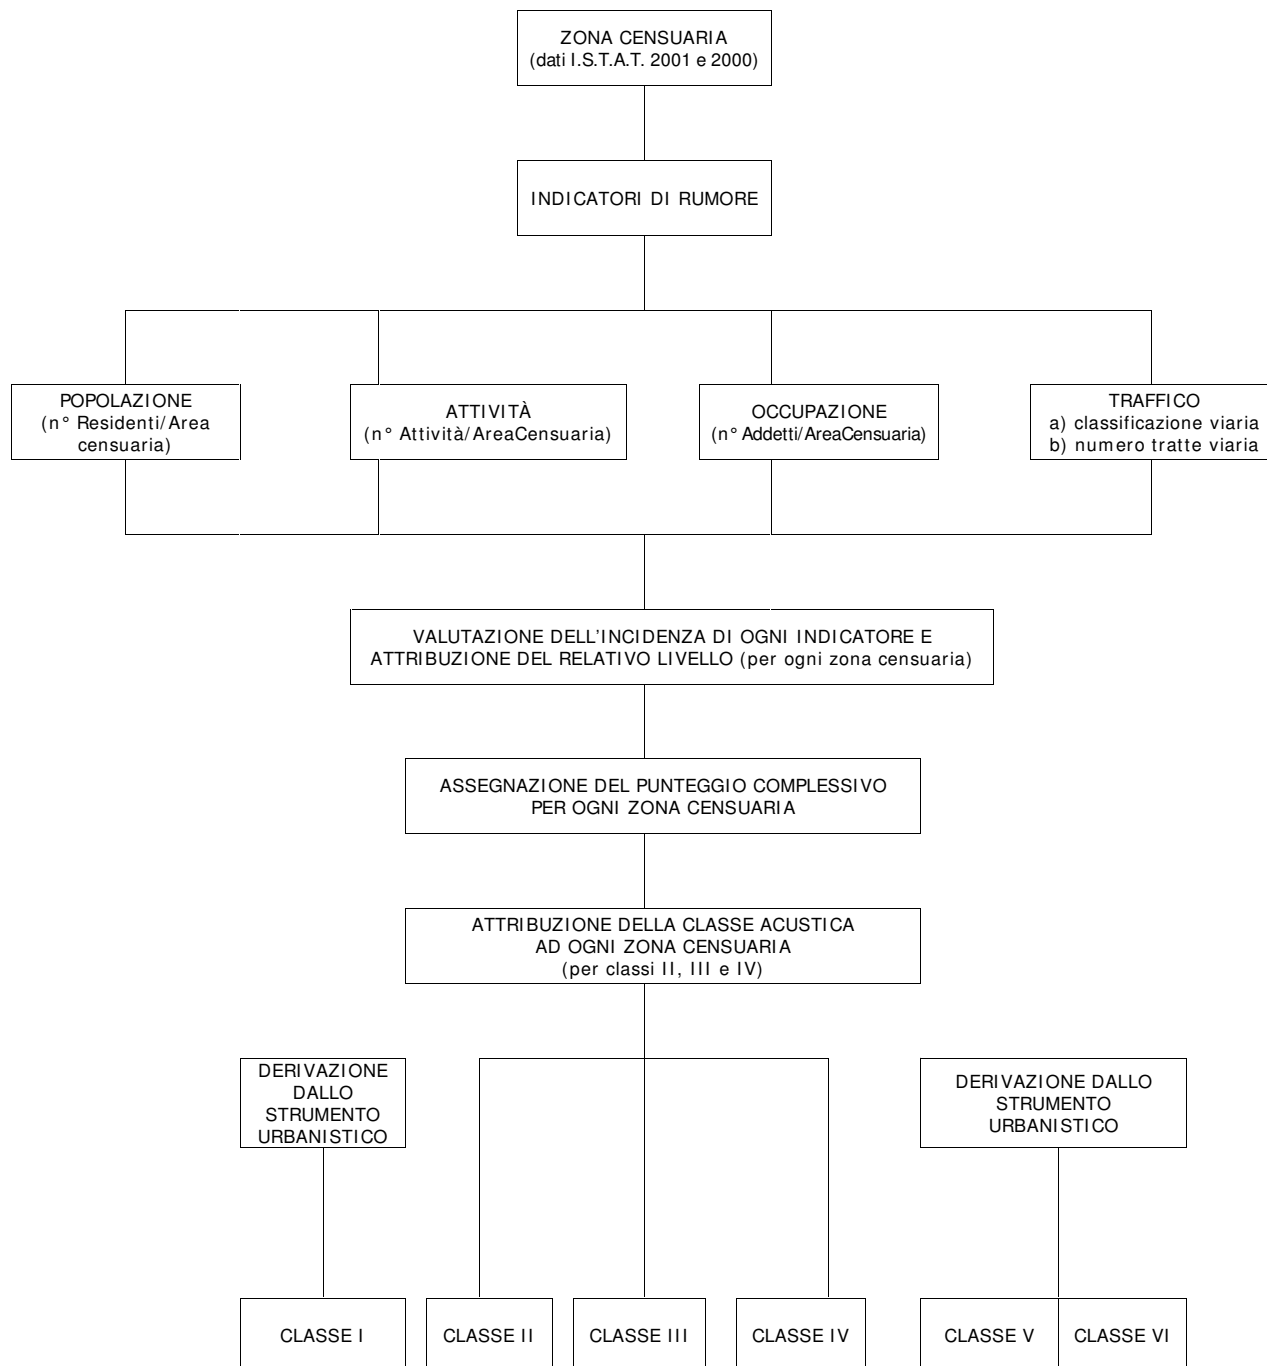 ZONA CENSUARIA
(dati I.S.T.A.T. 2001 e 2000)
INDICATORI DI RUMORE
POPOLAZIONE
(n° Residenti/Area
censuaria)
ATTIVITÀ
(n° Attività/AreaCensuaria)
OCCUPAZIONE
(n° Addetti/AreaCensuaria)
TRAFFICO
a) classificazione viaria
b) numero tratte viaria
VALUTAZIONE DELL'INCIDENZA DI OGNI INDICATORE E
ATTRIBUZIONE DEL RELATIVO LIVELLO (per ogni zona censuaria)
ASSEGNAZIONE DEL PUNTEGGIO COMPLESSIVO
PER OGNI ZONA CENSUARIA
ATTRIBUZIONE DELLA CLASSE ACUSTICA
AD OGNI ZONA CENSUARIA
(per classi II, III e IV)
DERIVAZIONE
DALLO
STRUMENTO
URBANISTICO
DERIVAZIONE DALLO
STRUMENTO
URBANISTICO
CLASSE I
CLASSE II
CLASSE III
CLASSE IV
CLASSE V
CLASSE VI